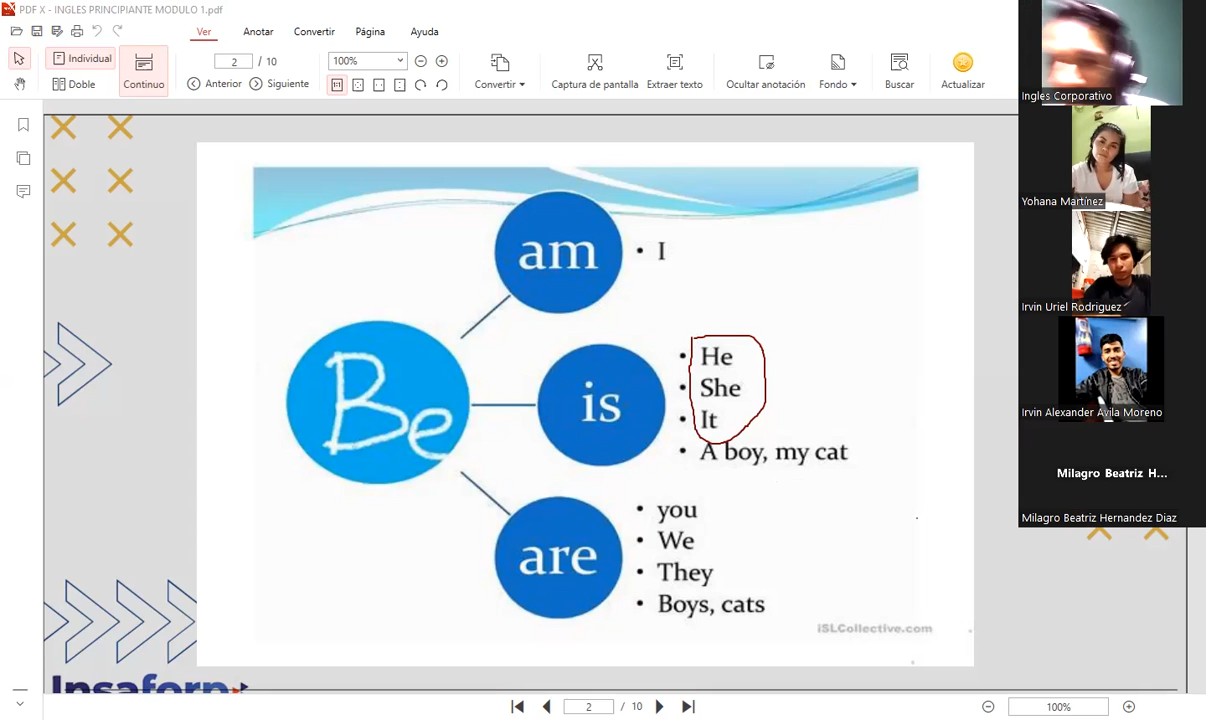 PDF X - INGLES PRINCIPIANTE MODULO 1.pdf
Ver Anotar Convertir Página Ayuda
Individual
Doble
Continuo
2 / 10
Anterior Siguiente
100%
Convertir
Captura de pantalla
Extraer texto
Ocultar anotación
Fondo
Buscar
Actualizar
Ingles Corporativo
Yohana Martínez
Irvin Uriel Rodriguez
Irvin Alexander Avila Moreno
Milagro Beatriz H...
Milagro Beatriz Hernandez Diaz
Be
am
• I
is
• He
• She
• It
• A boy, my cat
are
• you
• We
• They
• Boys, cats
iSLCollective.com
Insaforp
2 / 10
100%